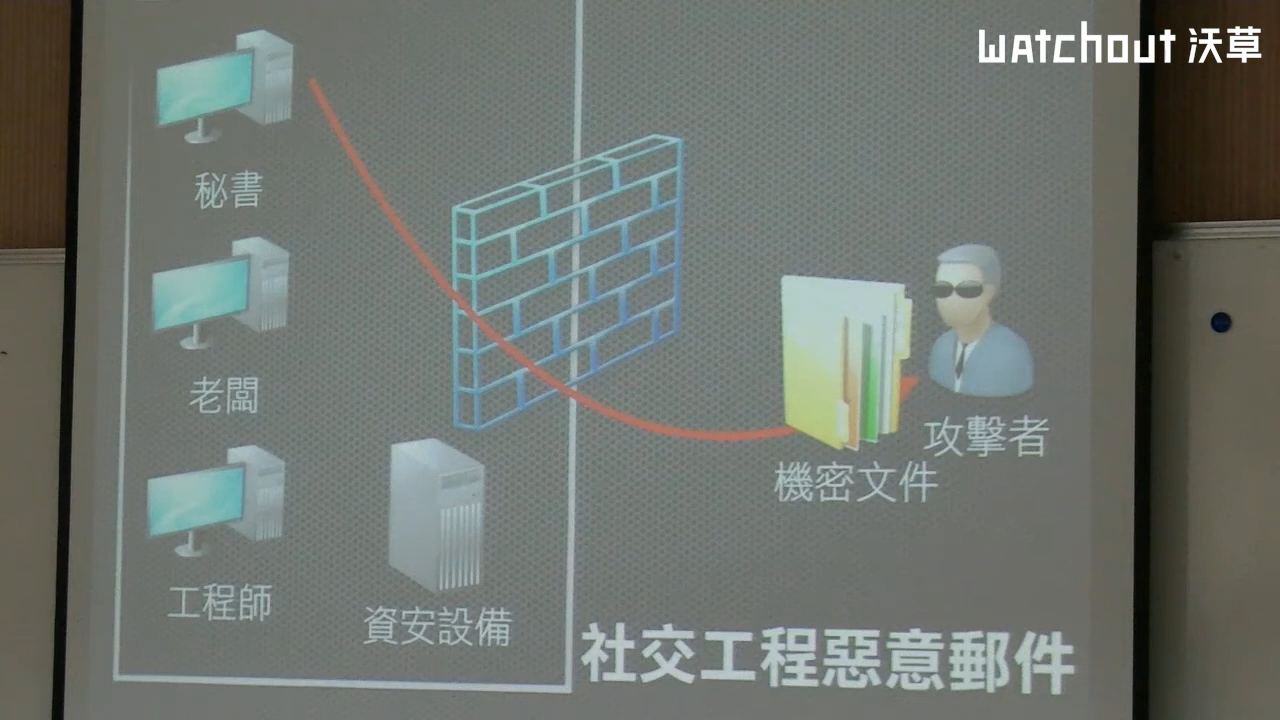 watchout 沃草
秘書
老闆
工程師
資安設備
攻擊者
機密文件
社交工程惡意郵件